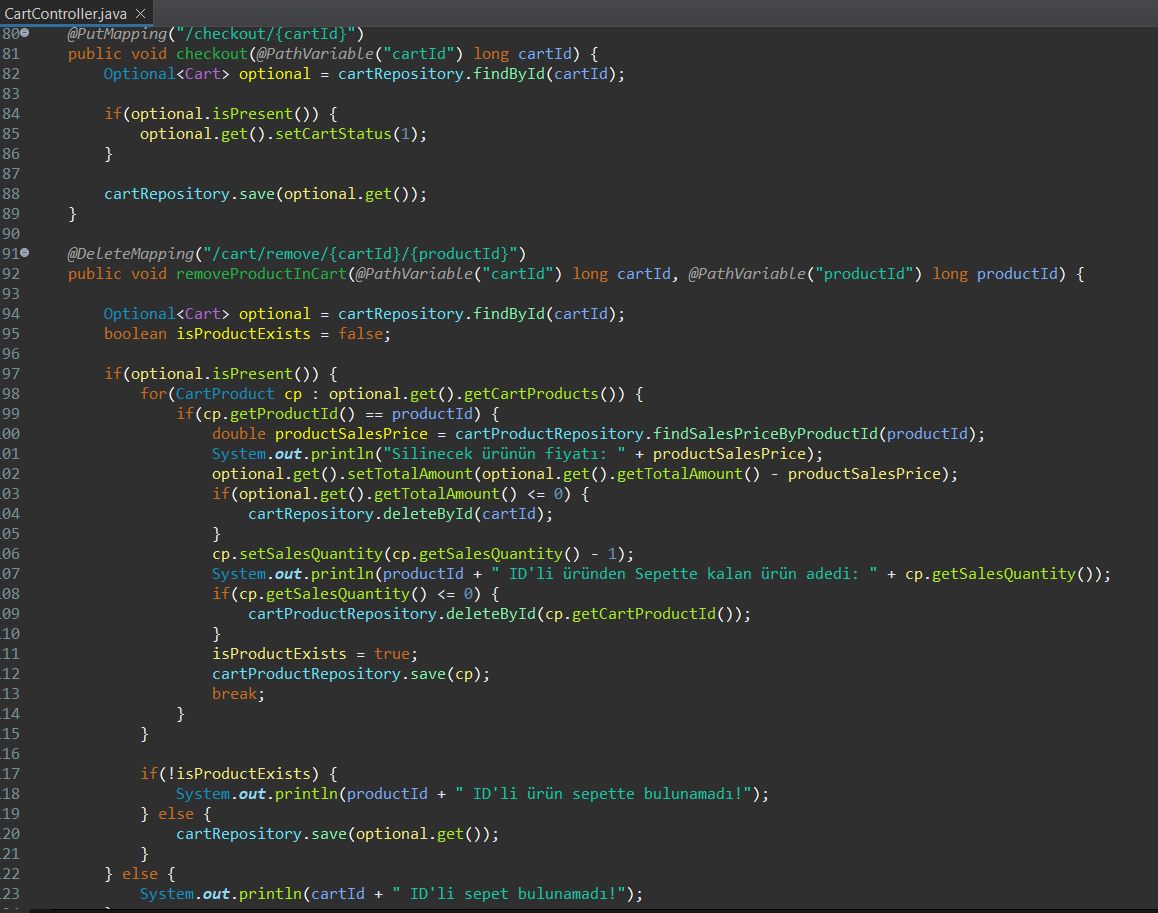 CartController.java
80 @PutMapping("/checkout/{cartId}")
81 public void checkout(@PathVariable("cartId") long cartId) {
82 Optional<Cart> optional = cartRepository.findById(cartId);
83
84 if(optional.isPresent()) {
85 optional.get().setCartStatus(1);
86 }
87
88 cartRepository.save(optional.get());
89 }
90
91 @DeleteMapping("/cart/remove/{cartId}/{productId}")
92 public void removeProductInCart(@PathVariable("cartId") long cartId, @PathVariable("productId") long productId) {
93
94 Optional<Cart> optional = cartRepository.findById(cartId);
95 boolean isProductExists = false;
96
97 if(optional.isPresent()) {
98 for(CartProduct cp : optional.get().getCartProducts()) {
99 if(cp.getProductId() == productId) {
00 double productSalesPrice = cartProductRepository.findSalesPriceByProductId(productId);
01 System.out.println("Silinecek ürünün fiyatı: " + productSalesPrice);
02 optional.get().setTotalAmount(optional.get().getTotalAmount() - productSalesPrice);
03 if(optional.get().getTotalAmount() <= 0) {
04 cartRepository.deleteById(cartId);
05 }
06 cp.setSalesQuantity(cp.getSalesQuantity() - 1);
07 System.out.println(productId + " ID'li üründen Sepette kalan ürün adedi: " + cp.getSalesQuantity());
08 if(cp.getSalesQuantity() <= 0) {
09 cartProductRepository.deleteById(cp.getCartProductId());
10 }
11 isProductExists = true;
12 cartProductRepository.save(cp);
13 break;
14 }
15 }
16
17 if(!isProductExists) {
18 System.out.println(productId + " ID'li ürün sepette bulunamadı!");
19 } else {
20 cartRepository.save(optional.get());
21 }
22 } else {
23 System.out.println(cartId + " ID'li sepet bulunamadı!");